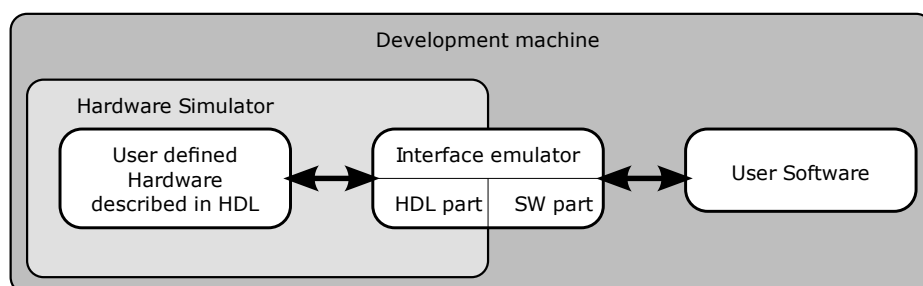 Development machine
Hardware Simulator
User defined
Hardware
described in HDL
Interface emulator
HDL part
SW part
User Software